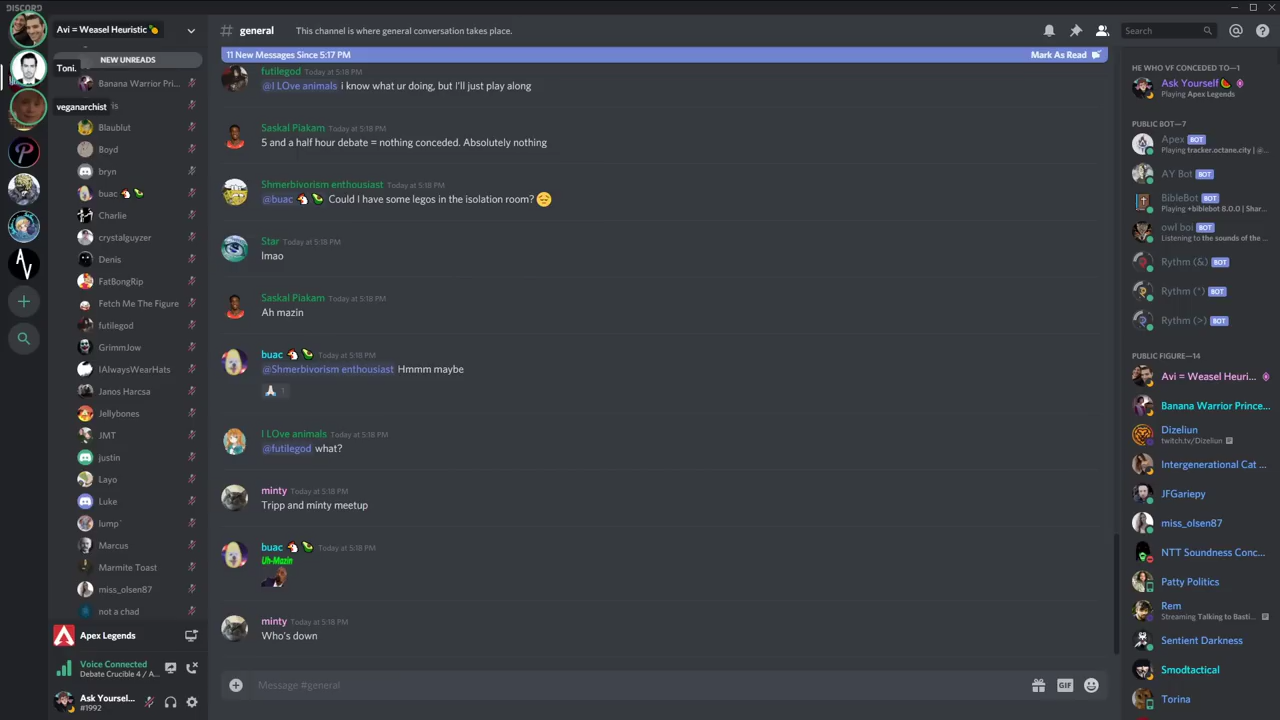 DISCORD
Avi = Weasel Heuristic
# general
This channel is where general conversation takes place.
Search
NEW UNREADS
Toni.
veganarchist
Banana Warrior Pri...
Blaublut
Boyd
bryn
buac
Charlie
crystalguyzer
Denis
FatBongRip
Fetch Me The Figure
futilegod
GrimmJow
IAlwaysWearHats
Janos Harcsa
Jellybones
JMT
justin
Layo
Luke
lump`
Marcus
Marmite Toast
miss_olsen87
not a chad
Apex Legends
Voice Connected
Debate Crucible 4 / A...
Ask Yoursel...
#1992
11 New Messages Since 5:17 PM
Mark As Read
futilegod Today at 5:18 PM
@I LOve animals i know what ur doing, but I'll just play along
Saskal Piakam Today at 5:18 PM
5 and a half hour debate = nothing conceded. Absolutely nothing
Shmerbivorism enthusiast Today at 5:18 PM
@buac Could I have some legos in the isolation room?
Star Today at 5:18 PM
lmao
Saskal Piakam Today at 5:18 PM
Ah mazin
buac Today at 5:18 PM
@Shmerbivorism enthusiast Hmmm maybe
1
I LOve animals Today at 5:18 PM
@futilegod what?
minty Today at 5:18 PM
Tripp and minty meetup
buac Today at 5:18 PM
Uh-Mazin
minty Today at 5:18 PM
Who's down
Message #general
GIF
HE WHO VF CONCEDED TO—1
Ask Yourself
Playing Apex Legends
PUBLIC BOT—7
Apex BOT
Playing tracker.octane.city | @...
AY Bot BOT
BibleBot BOT
Playing +biblebot 8.0.0 | Shar...
owl boi BOT
Listening to the sounds of the ...
Rythm (&) BOT
Rythm (*) BOT
Rythm (>) BOT
PUBLIC FIGURE—14
Avi = Weasel Heuri...
Banana Warrior Prince...
Dizeliun
twitch.tv/Dizeliun
Intergenerational Cat ...
JFGariepy
miss_olsen87
NTT Soundness Conc...
Patty Politics
Rem
Streaming Talking to Basti...
Sentient Darkness
Smodtactical
Torina